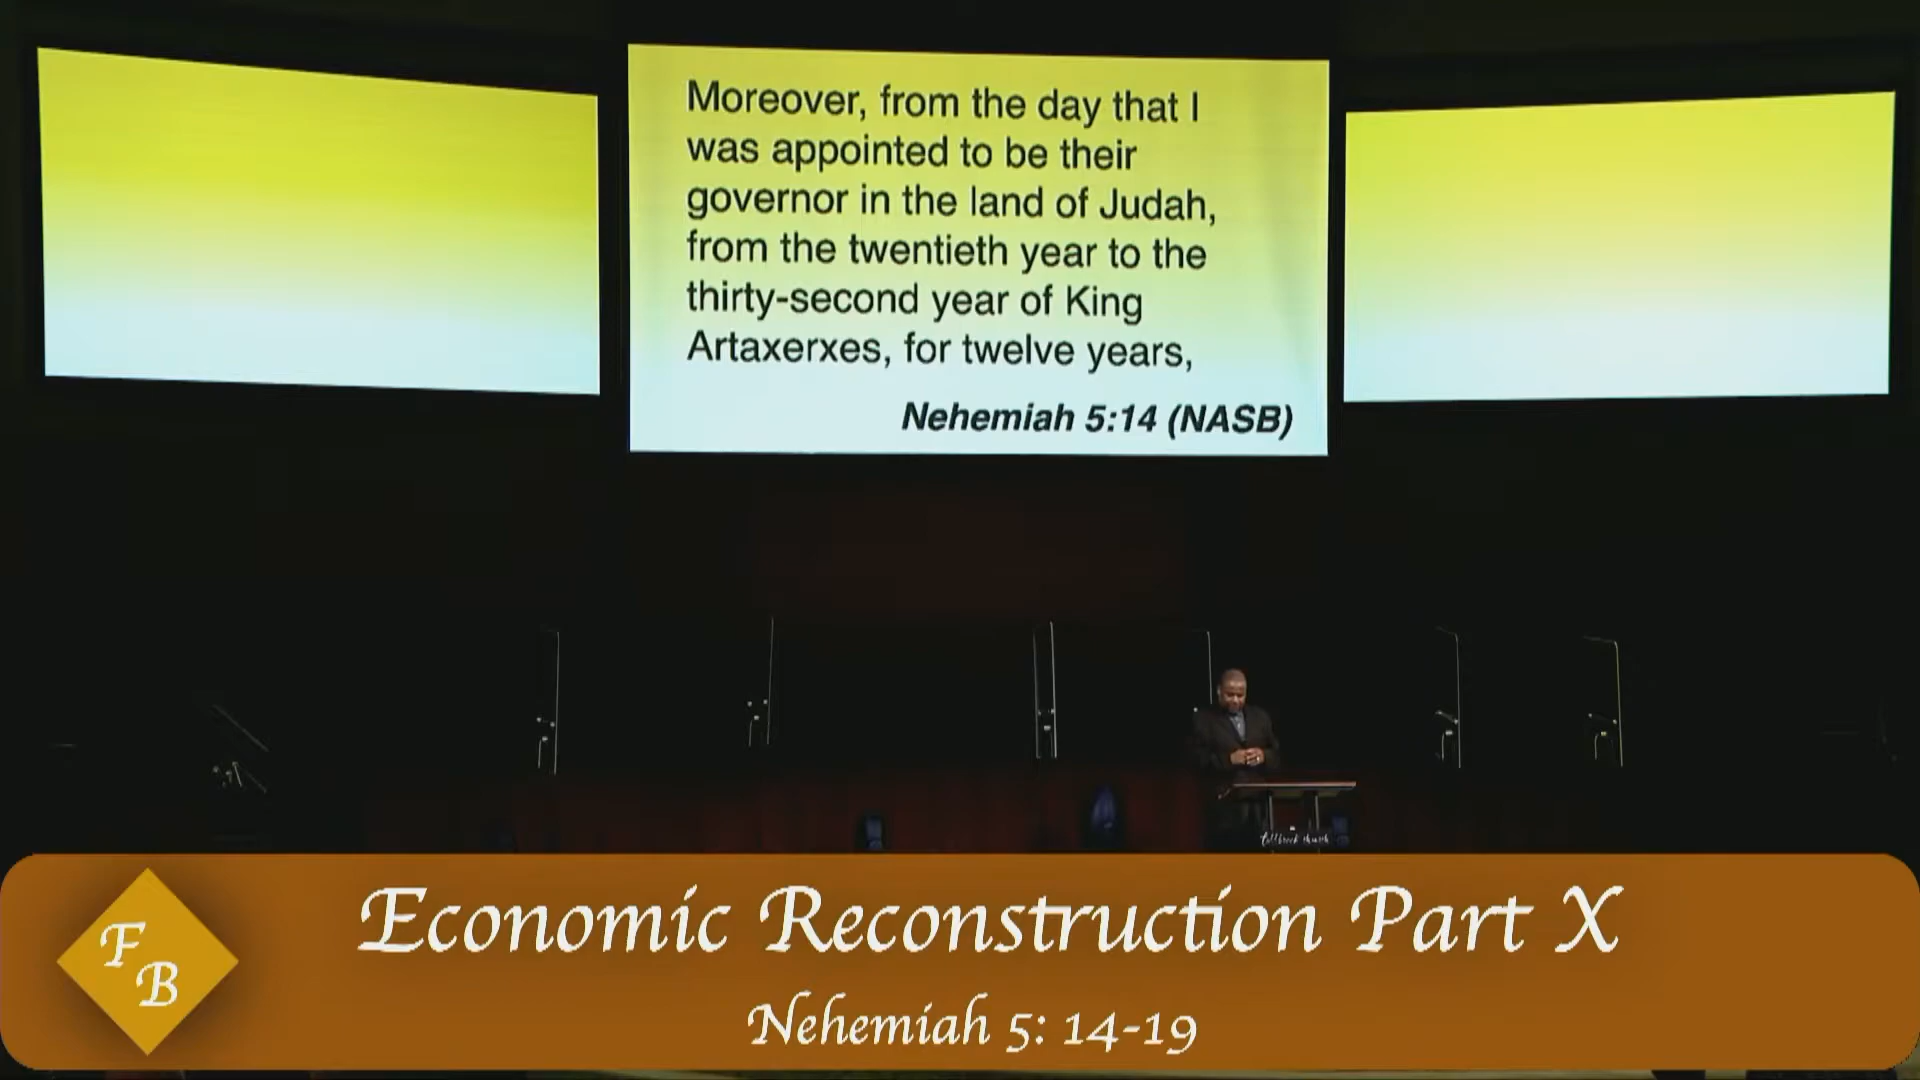 Moreover, from the day that I
was appointed to be their
governor in the land of Judah,
from the twentieth year to the
thirty-second year of King
Artaxerxes, for twelve years,
Nehemiah 5:14 (NASB)
church
F
B
Economic Reconstruction Part X
Nehemiah 5: 14-19